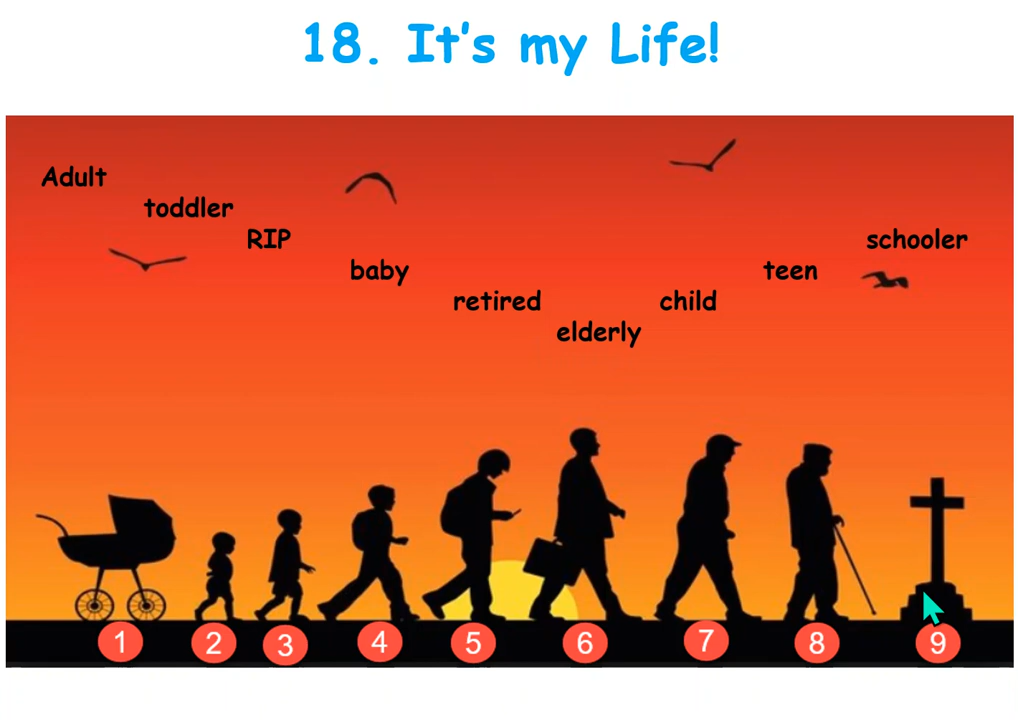 18. It's my Life!
Adult
toddler
RIP
baby
retired
elderly
child
teen
schooler
1 2 3 4 5 6 7 8 9